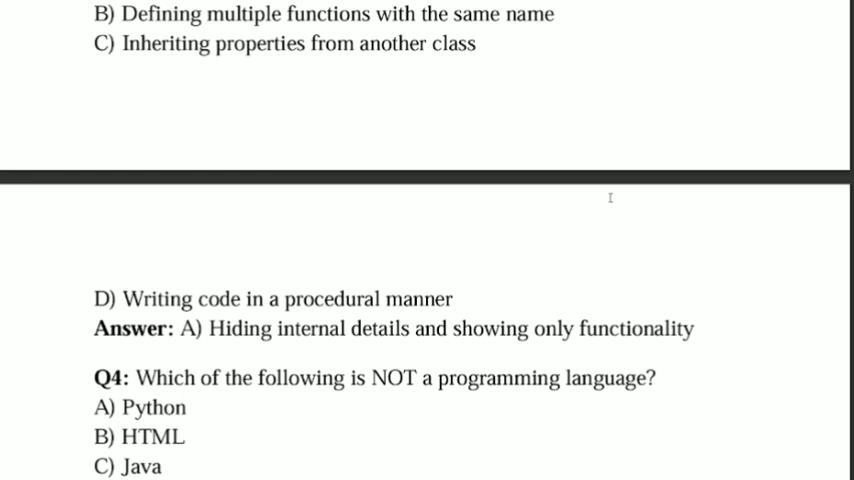 B) Defining multiple functions with the same name
C) Inheriting properties from another class
D) Writing code in a procedural manner
Answer: A) Hiding internal details and showing only functionality
Q4: Which of the following is NOT a programming language?
A) Python
B) HTML
C) Java